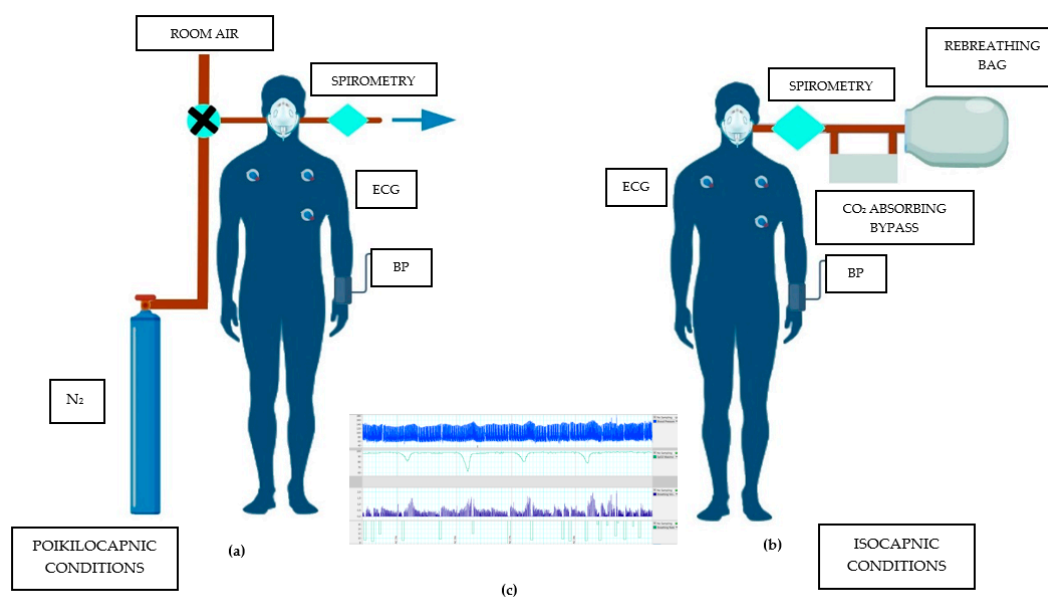 ROOM AIR
SPIROMETRY
ECG
BP
N₂
POIKILOCAPNIC
CONDITIONS
(a)
REBREATHING
BAG
SPIROMETRY
ECG
CO₂ ABSORBING
BYPASS
BP
(b)
ISOCAPNIC
CONDITIONS
(c)